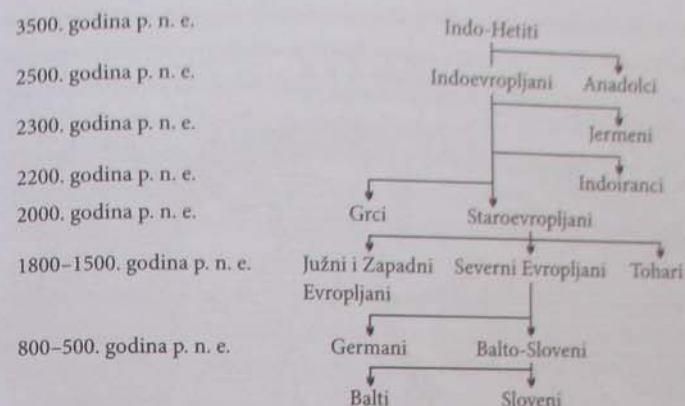 3500. godina p. n. e. Indo-Hetiti
2500. godina p. n. e. Indoevropljani Anadolci
2300. godina p. n. e. Jermeni
2200. godina p. n. e. Indoiranci
2000. godina p. n. e. Grci Staroevropljani
1800–1500. godina p. n. e. Južni i Zapadni Severni Evropljani Tohari
Evropljani
800–500. godina p. n. e. Germani Balto-Sloveni
Balti Sloveni